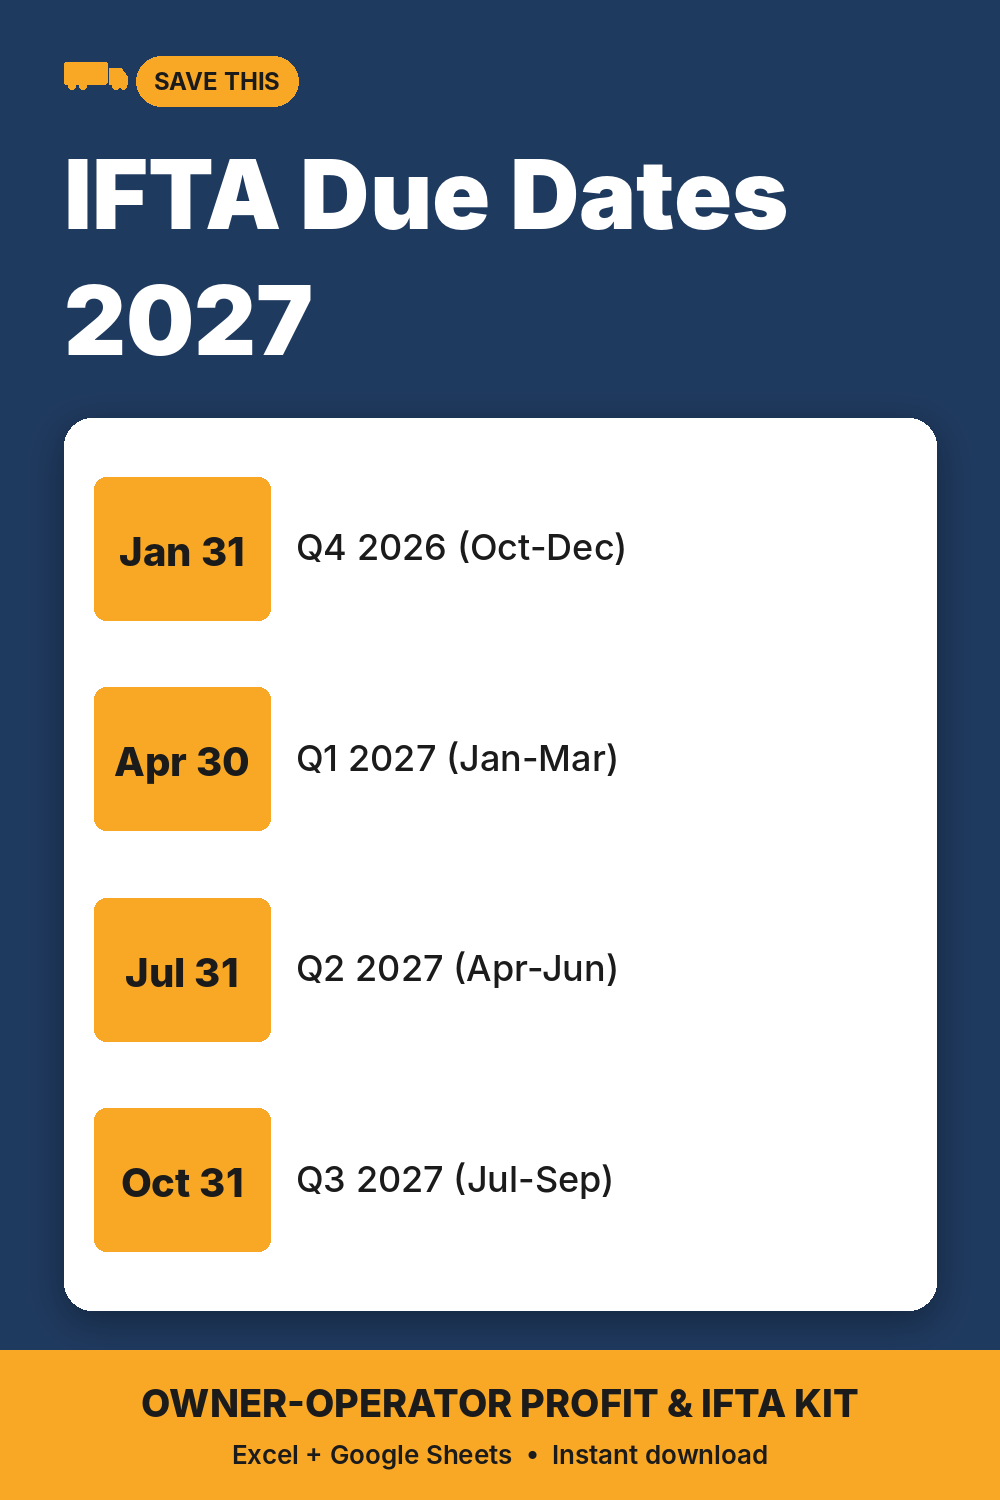 SAVE THIS
IFTA Due Dates
2027
Jan 31
Q4 2026 (Oct-Dec)
Apr 30
Q1 2027 (Jan-Mar)
Jul 31
Q2 2027 (Apr-Jun)
Oct 31
Q3 2027 (Jul-Sep)
OWNER-OPERATOR PROFIT & IFTA KIT
Excel + Google Sheets • Instant download